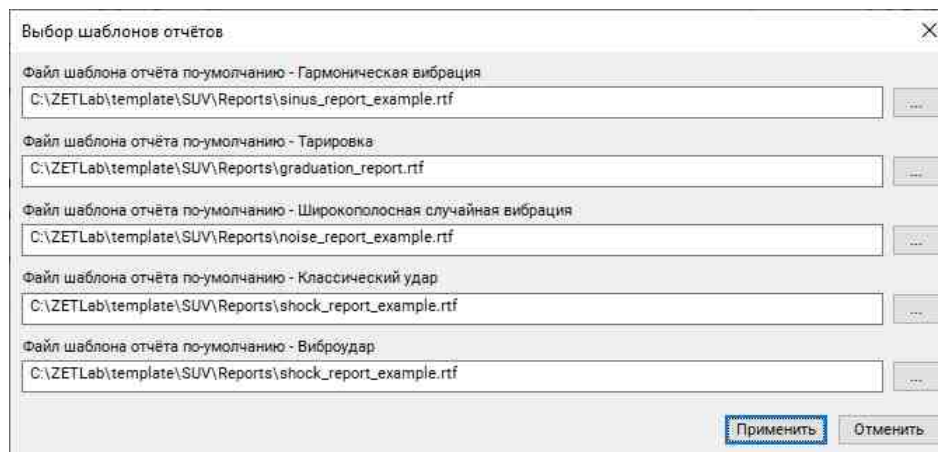 Выбор шаблонов отчётов
Файл шаблона отчёта по-умолчанию - Гармоническая вибрация
C:\ZETLab\template\SUV\Reports\sinus_report_example.rtf
...
Файл шаблона отчёта по-умолчанию - Тарировка
C:\ZETLab\template\SUV\Reports\graduation_report.rtf
...
Файл шаблона отчёта по-умолчанию - Широкополосная случайная вибрация
C:\ZETLab\template\SUV\Reports\noise_report_example.rtf
...
Файл шаблона отчёта по-умолчанию - Классический удар
C:\ZETLab\template\SUV\Reports\shock_report_example.rtf
...
Файл шаблона отчёта по-умолчанию - Виброудар
C:\ZETLab\template\SUV\Reports\shock_report_example.rtf
...
Применить Отменить